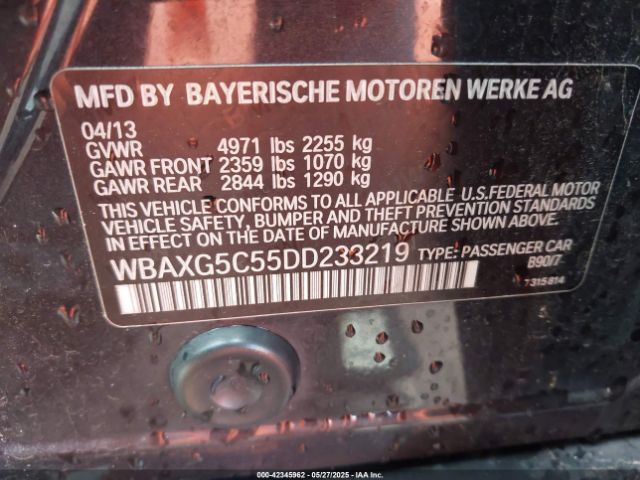 MFD BY BAYERISCHE MOTOREN WERKE AG
04/13
GVWR 4971 lbs 2255 kg
GAWR FRONT 2359 lbs 1070 kg
GAWR REAR 2844 lbs 1290 kg
THIS VEHICLE CONFORMS TO ALL APPLICABLE U.S.FEDERAL MOTOR
VEHICLE SAFETY, BUMPER AND THEFT PREVENTION STANDARDS
IN EFFECT ON THE DATE OF MANUFACTURE SHOWN ABOVE.
WBAXG5C55DD233219 TYPE: PASSENGER CAR
B90/7
7315814
000-42345962 - 05/27/2025 - IAA Inc.